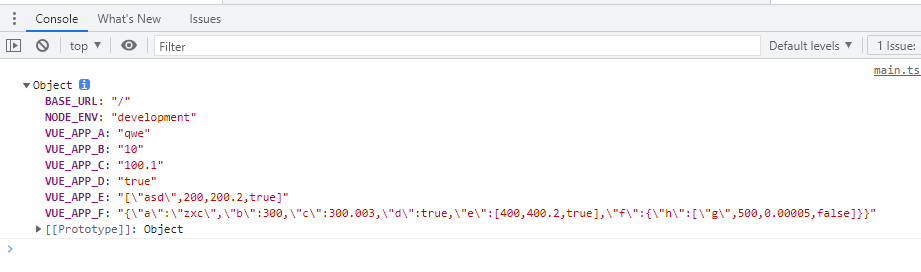 Console What's New Issues
top ▼ Filter Default levels ▼ 1 Issue:
main.ts
▼Object i
BASE_URL: "/"
NODE_ENV: "development"
VUE_APP_A: "qwe"
VUE_APP_B: "10"
VUE_APP_C: "100.1"
VUE_APP_D: "true"
VUE_APP_E: "[\"asd\",200,200.2,true]"
VUE_APP_F: "{\"a\":\"zxc\",\"b\":300,\"c\":300.003,\"d\":true,\"e\":[400,400.2,true],\"f\":{\"h\":[\"g\",500,0.00005,false]}}"
▶[[Prototype]]: Object